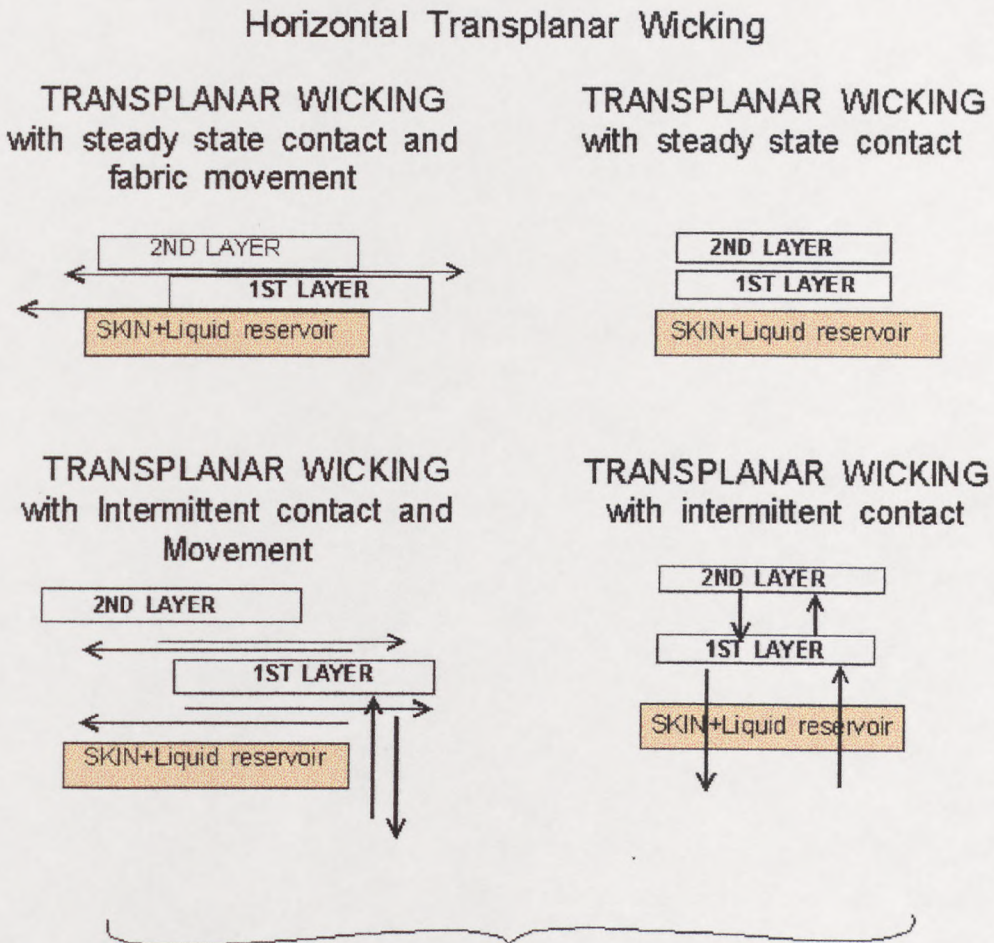 Horizontal Transplanar Wicking
TRANSPLANAR WICKING
with steady state contact and
fabric movement
2ND LAYER
1ST LAYER
SKIN+Liquid reservoir
TRANSPLANAR WICKING
with steady state contact
2ND LAYER
1ST LAYER
SKIN+Liquid reservoir
TRANSPLANAR WICKING
with Intermittent contact and
Movement
2ND LAYER
1ST LAYER
SKIN+Liquid reservoir
TRANSPLANAR WICKING
with intermittent contact
2ND LAYER
1ST LAYER
SKIN+Liquid reservoir